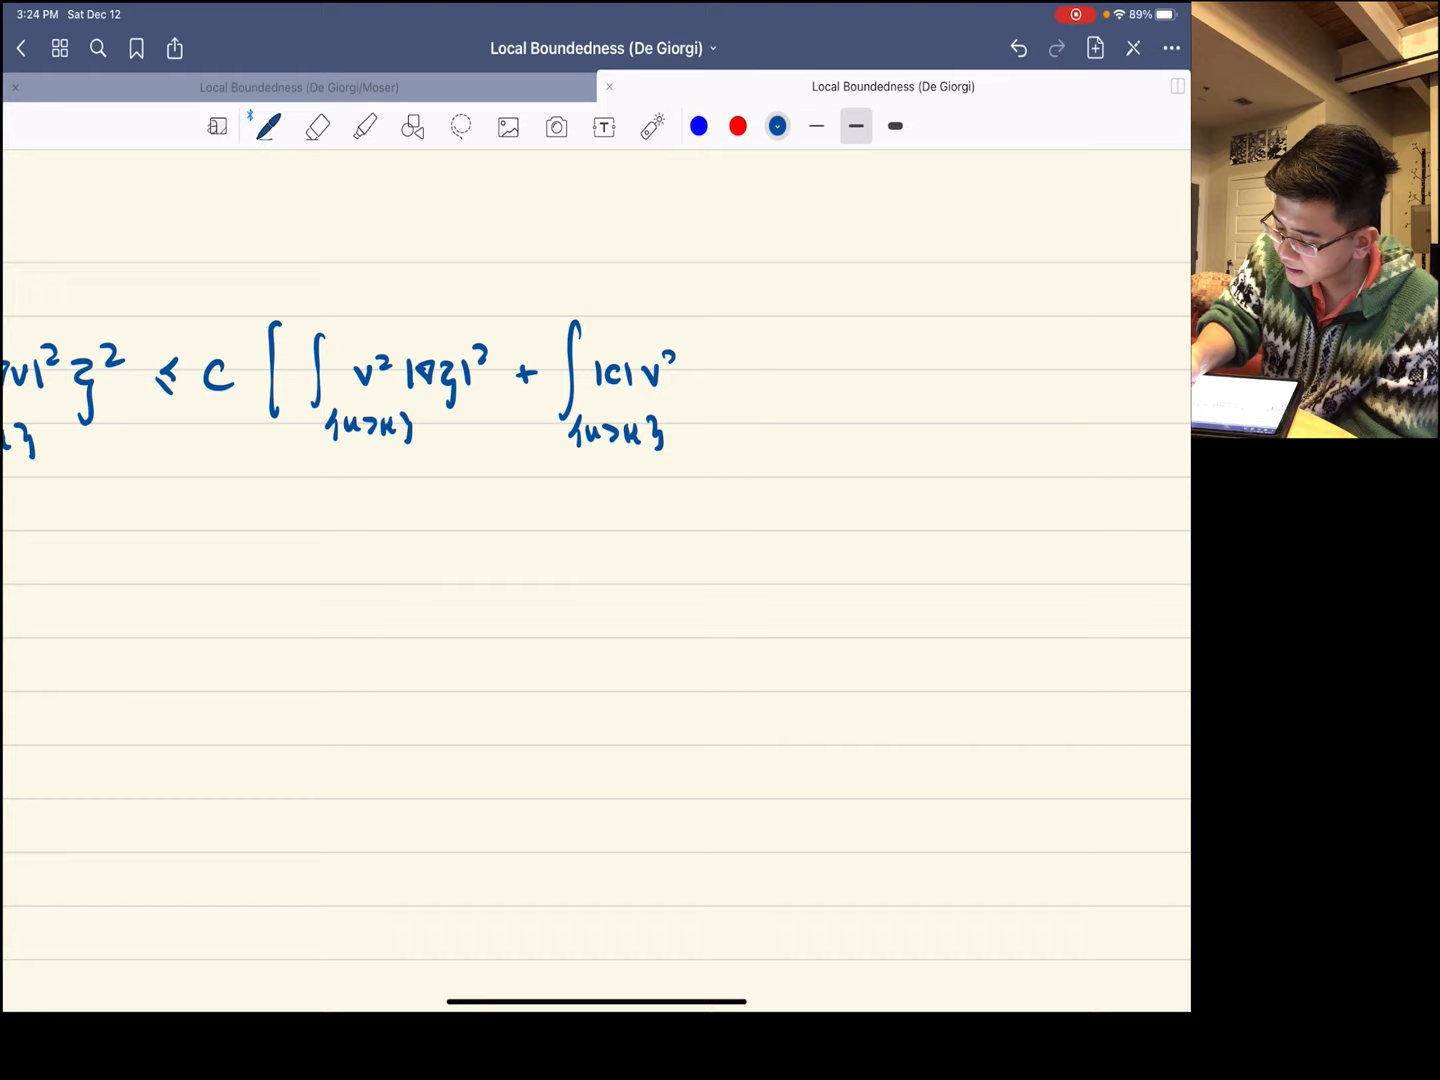 3:24 PM Sat Dec 12
89%
Local Boundedness (De Giorgi)
Local Boundedness (De Giorgi/Moser)
Local Boundedness (De Giorgi)
T
∇v|² ξ² ≤ C [ ∫ v² |∇ξ|² + ∫ |c| v²
{u>k} {u>k}